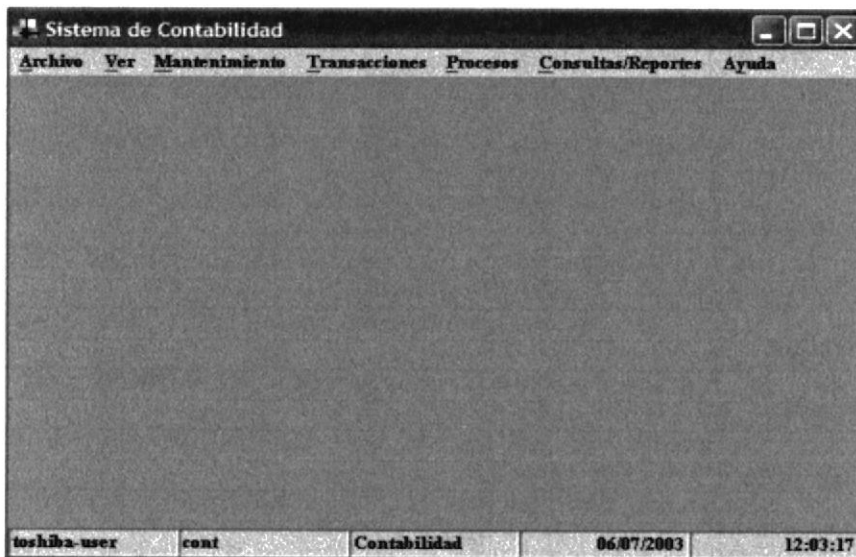 Sistema de Contabilidad
Archivo Ver Mantenimiento Transacciones Procesos Consultas/Reportes Ayuda
toshiba-user cont Contabilidad 06/07/2003 12:03:17